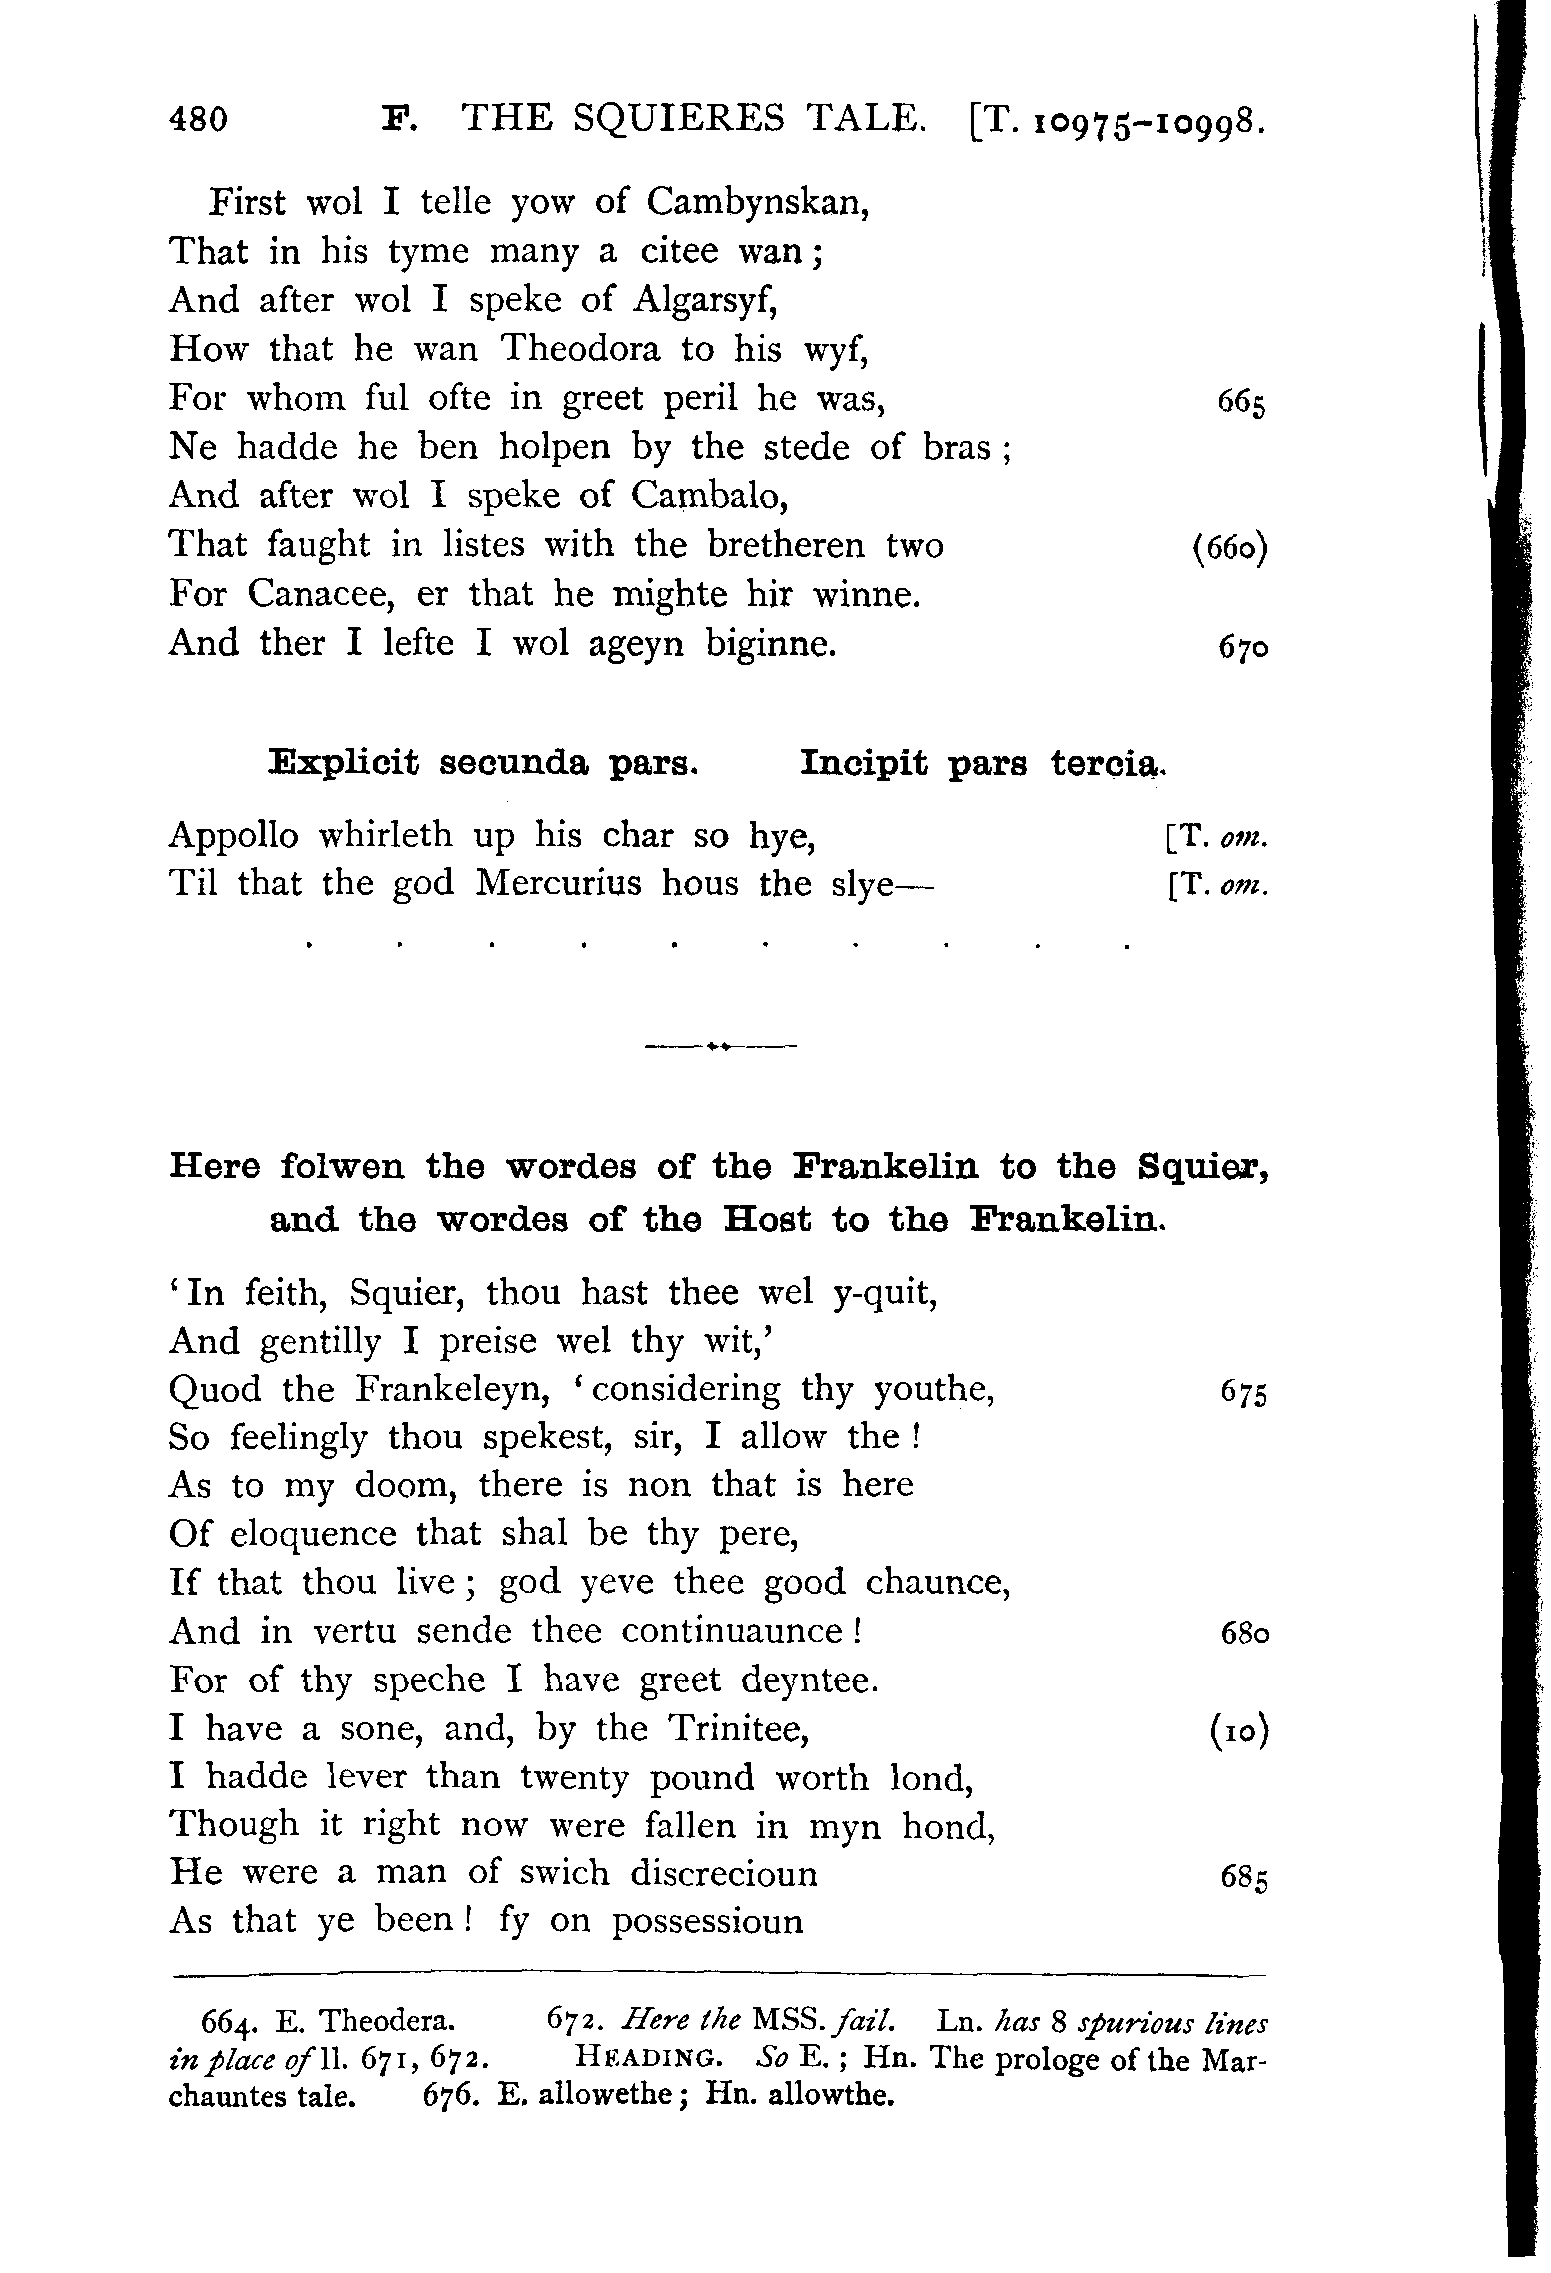 480 F. THE SQUIERES TALE. [T. 10975–10998.
First wol I telle yow of Cambynskan,
That in his tyme many a citee wan ;
And after wol I speke of Algarsyf,
How that he wan Theodora to his wyf,
For whom ful ofte in greet peril he was, 665
Ne hadde he ben holpen by the stede of bras ;
And after wol I speke of Cambalo,
That faught in listes with the bretheren two (660)
For Canacee, er that he mighte hir winne.
And ther I lefte I wol ageyn biginne. 670
Explicit secunda pars. Incipit pars tercia.
Appollo whirleth up his char so hye, [T. om.
Til that the god Mercurius hous the slye— [T. om.
. . . . . . . . . .
Here folwen the wordes of the Frankelin to the Squier,
and the wordes of the Host to the Frankelin.
‘ In feith, Squier, thou hast thee wel y-quit,
And gentilly I preise wel thy wit,’
Quod the Frankeleyn, ‘ considering thy youthe, 675
So feelingly thou spekest, sir, I allow the !
As to my doom, there is non that is here
Of eloquence that shal be thy pere,
If that thou live ; god yeve thee good chaunce,
And in vertu sende thee continuaunce ! 680
For of thy speche I have greet deyntee.
I have a sone, and, by the Trinitee, (10)
I hadde lever than twenty pound worth lond,
Though it right now were fallen in myn hond,
He were a man of swich discrecioun 685
As that ye been ! fy on possessioun
664. E. Theodera. 672. Here the MSS. fail. Ln. has 8 spurious lines
in place of ll. 671, 672. HEADING. So E. ; Hn. The prologe of the Mar-
chauntes tale. 676. E. allowethe ; Hn. allowthe.